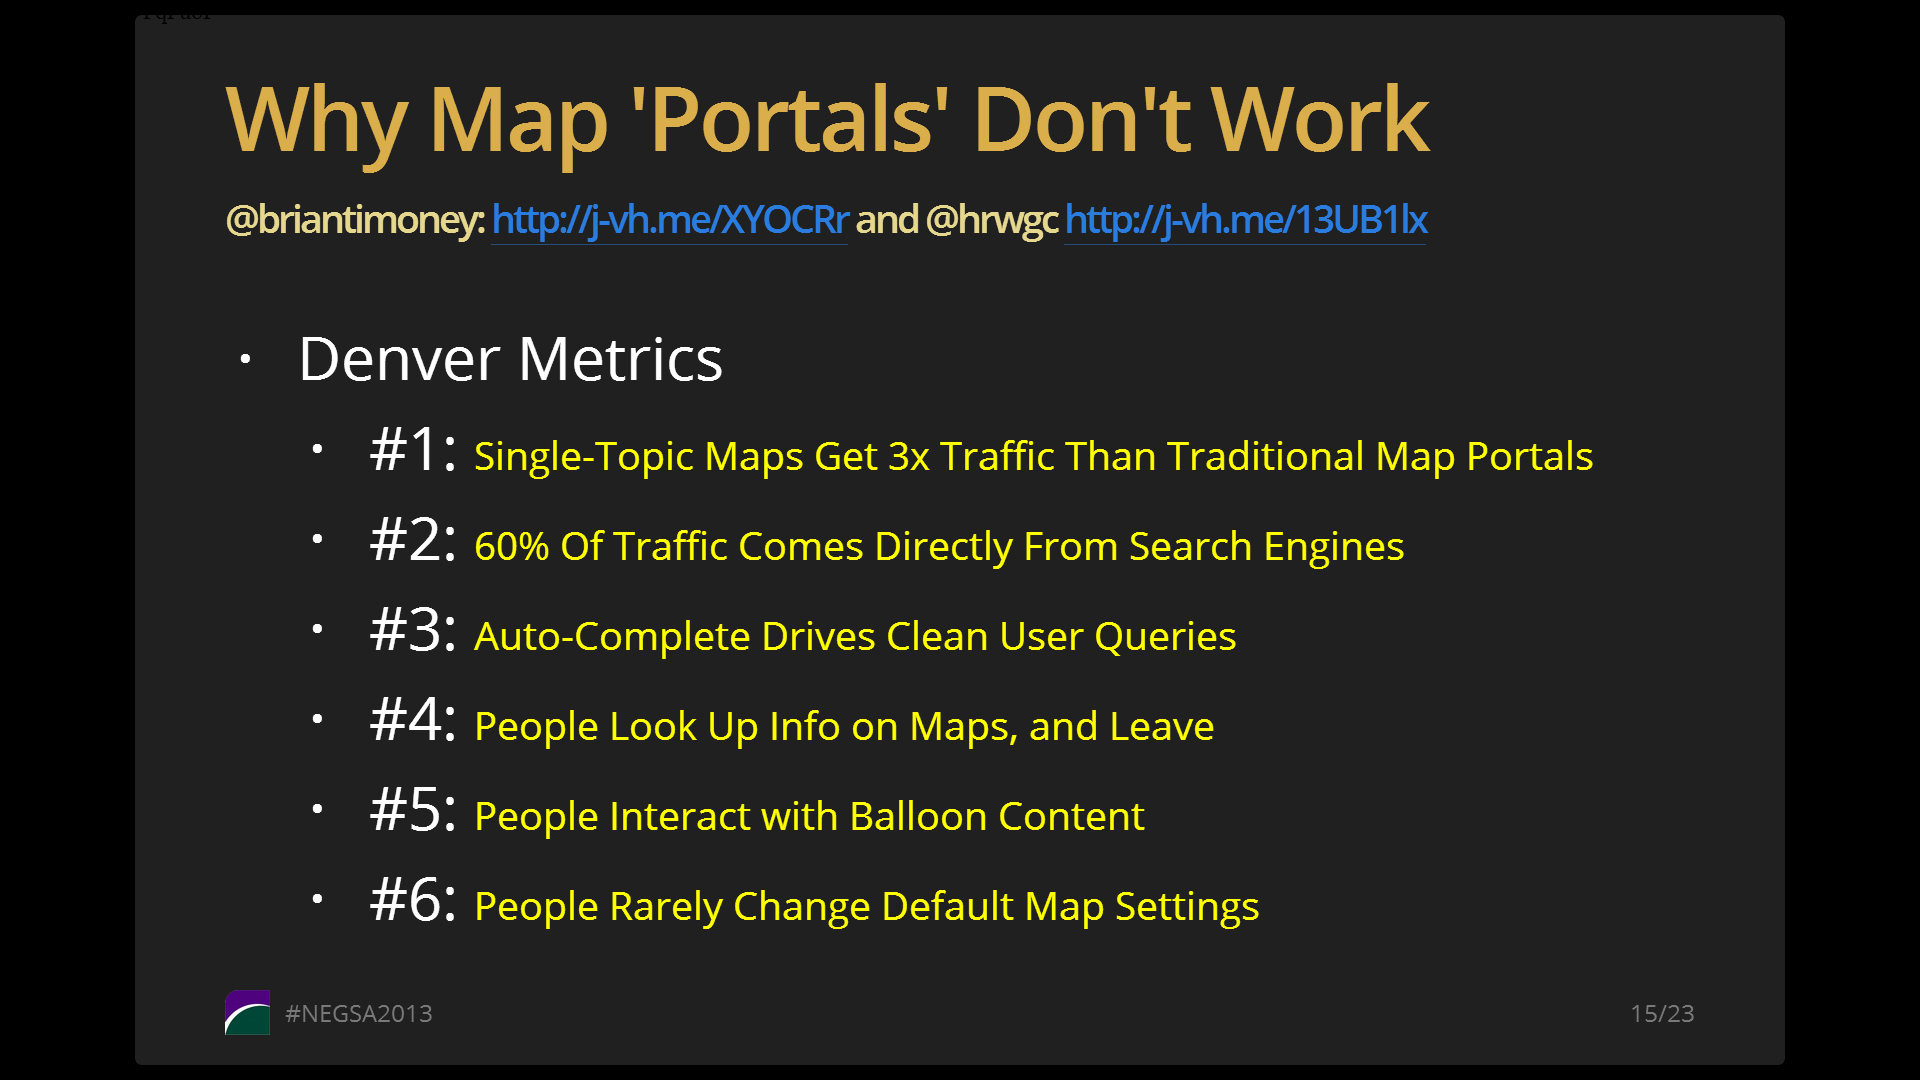 Why Map 'Portals' Don't Work
@briantimoney: http://j-vh.me/XYOCRr and @hrwgc http://j-vh.me/13UB1lx
• Denver Metrics
• #1: Single-Topic Maps Get 3x Traffic Than Traditional Map Portals
• #2: 60% Of Traffic Comes Directly From Search Engines
• #3: Auto-Complete Drives Clean User Queries
• #4: People Look Up Info on Maps, and Leave
• #5: People Interact with Balloon Content
• #6: People Rarely Change Default Map Settings
#NEGSA2013
15/23